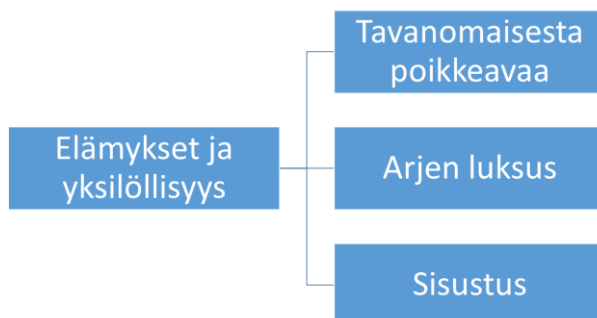 Elämykset ja
yksilöllisyys
Tavanomaisesta
poikkeavaa
Arjen luksus
Sisustus